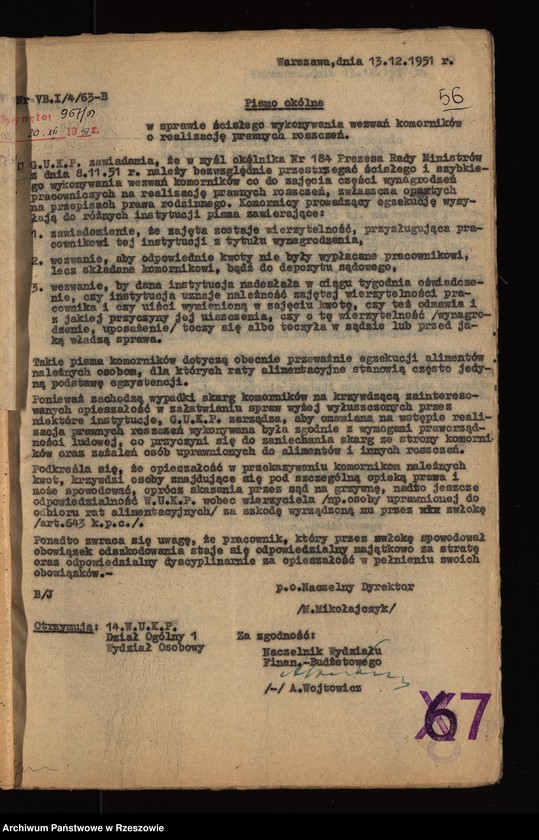 Warszawa,dnia 13.12.1951 r.
Nr VB.I/4/63-B
967/01
20. XII 1951 r.
56
Pismo okólne
w sprawie ścisłego wykonywania wezwań komorników
o realizację prawnych roszczeń.
G.U.K.P. zawiadamia, że w myśl okólnika Nr 184 Prezesa Rady Ministrów
z dnia 8.11.51 r. należy bezwzględnie przestrzegać ścisłego i szybkie-
go wykonywania wezwań komorników co do zajęcia części wynagrodzeń
pracowniczych na realizację prawnych roszczeń, zwłaszcza opartych
na przepisach prawa rodzinnego. Komornicy prowadzący egzekucję wysy-
łają do różnych instytucji pisma zawierające:
1. zawiadomienie, że zajęta zostaje wierzytelność, przysługująca pra-
cownikowi tej instytucji z tytułu wynagrodzenia,
2. wezwanie, aby odpowiednie kwoty nie były wypłacane pracownikowi,
lecz składane komornikowi, bądź do depozytu sądowego,
3. wezwanie, by dana instytucja nadesłała w ciągu tygodnia oświadcze-
nie, czy instytucja uznaje należność zajętej wierzytelności pra-
cownika i czy uiści wymienioną w zajęciu kwotę, czy też odmawia i
z jakiej przyczyny jej uiszczenia, czy o tę wierzytelność /wynagro-
dzenie, uposażenie/ toczy się albo toczyła w sądzie lub przed ja-
ką władzą sprawa.
Takie pisma komorników dotyczą obecnie przeważnie egzekucji alimentów
należnych osobom, dla których raty alimentacyjne stanowią często jedy-
ną podstawę egzystencji.
Ponieważ zachodzą wypadki skarg komorników na krzywdzącą zaintereso-
wanych opieszałość w załatwianiu spraw wyżej wyłuszczonych przez
niektóre instytucje, G.U.K.P. zarządza, aby omawiana na wstępie reali-
zacja prawnych roszczeń wykonywana była zgodnie z wymogami praworząd-
ności ludowej, co przyczyni się do zaniechania skarg ze strony komorni
ków oraz zażaleń osób uprawnionych do alimentów i innych roszczeń.
Podkreśla się, że opieszałość w przekazywaniu komornikom należnych
kwot, krzywdzi osoby znajdujące się pod szczególną opieką prawa i
może spowodować, oprócz skazania przez sąd na grzywnę, nadto jeszcze
odpowiedzialność W.U.K.P. wobec wierzyciela /np.osoby uprawnionej do
odbioru rat alimentacyjnych/ za szkodę wyrządzoną mu przez zwłokę
/art.643 k.p.c./.
Ponadto zwraca się uwagę, że pracownik, który przez zwłokę spowodował
obowiązek odszkodowania staje się odpowiedzialny majątkowo za stratę
oraz odpowiedzialny dyscyplinarnie za opieszałość w pełnieniu swoich
obowiązków.-
p.o.Naczelny Dyrektor
B/J
/M.Mikołajczyk/
Otrzymują: 14.W.U.K.P.
Dział Ogólny 1
Wydział Osobowy
Za zgodność:
Naczelnik Wydziału
Finan.-Budżetowego
/-/ A.Wojtowicz
67
Archiwum Państwowe w Rzeszowie